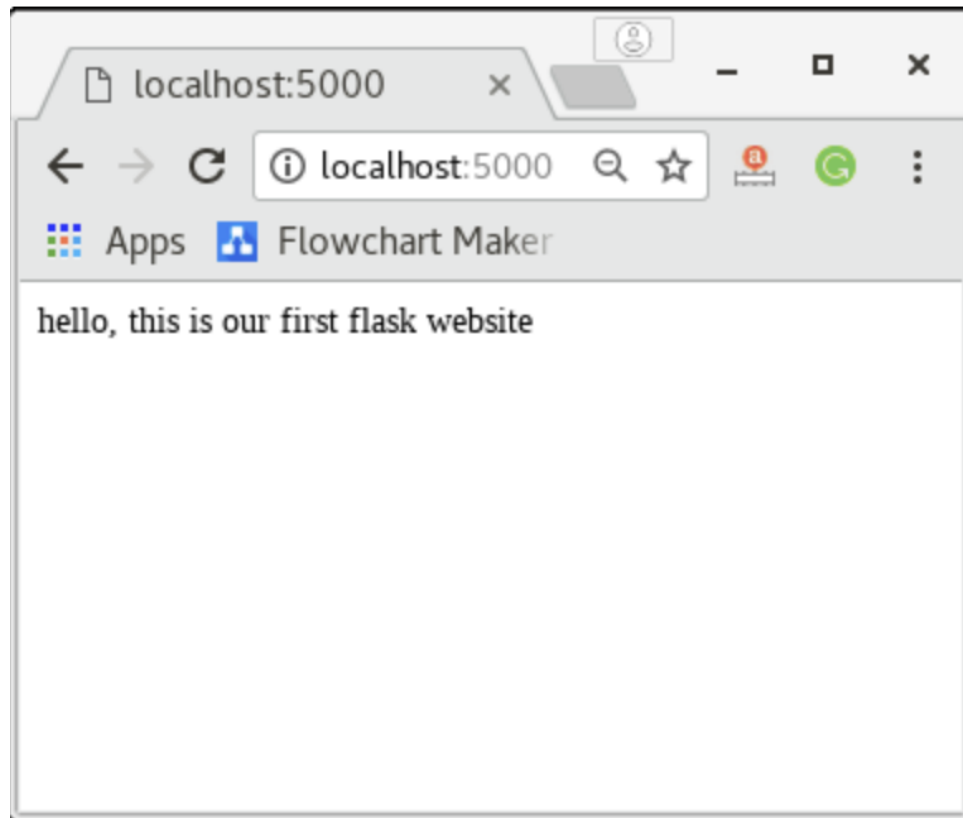 localhost:5000
localhost:5000
Apps Flowchart Maker
hello, this is our first flask website